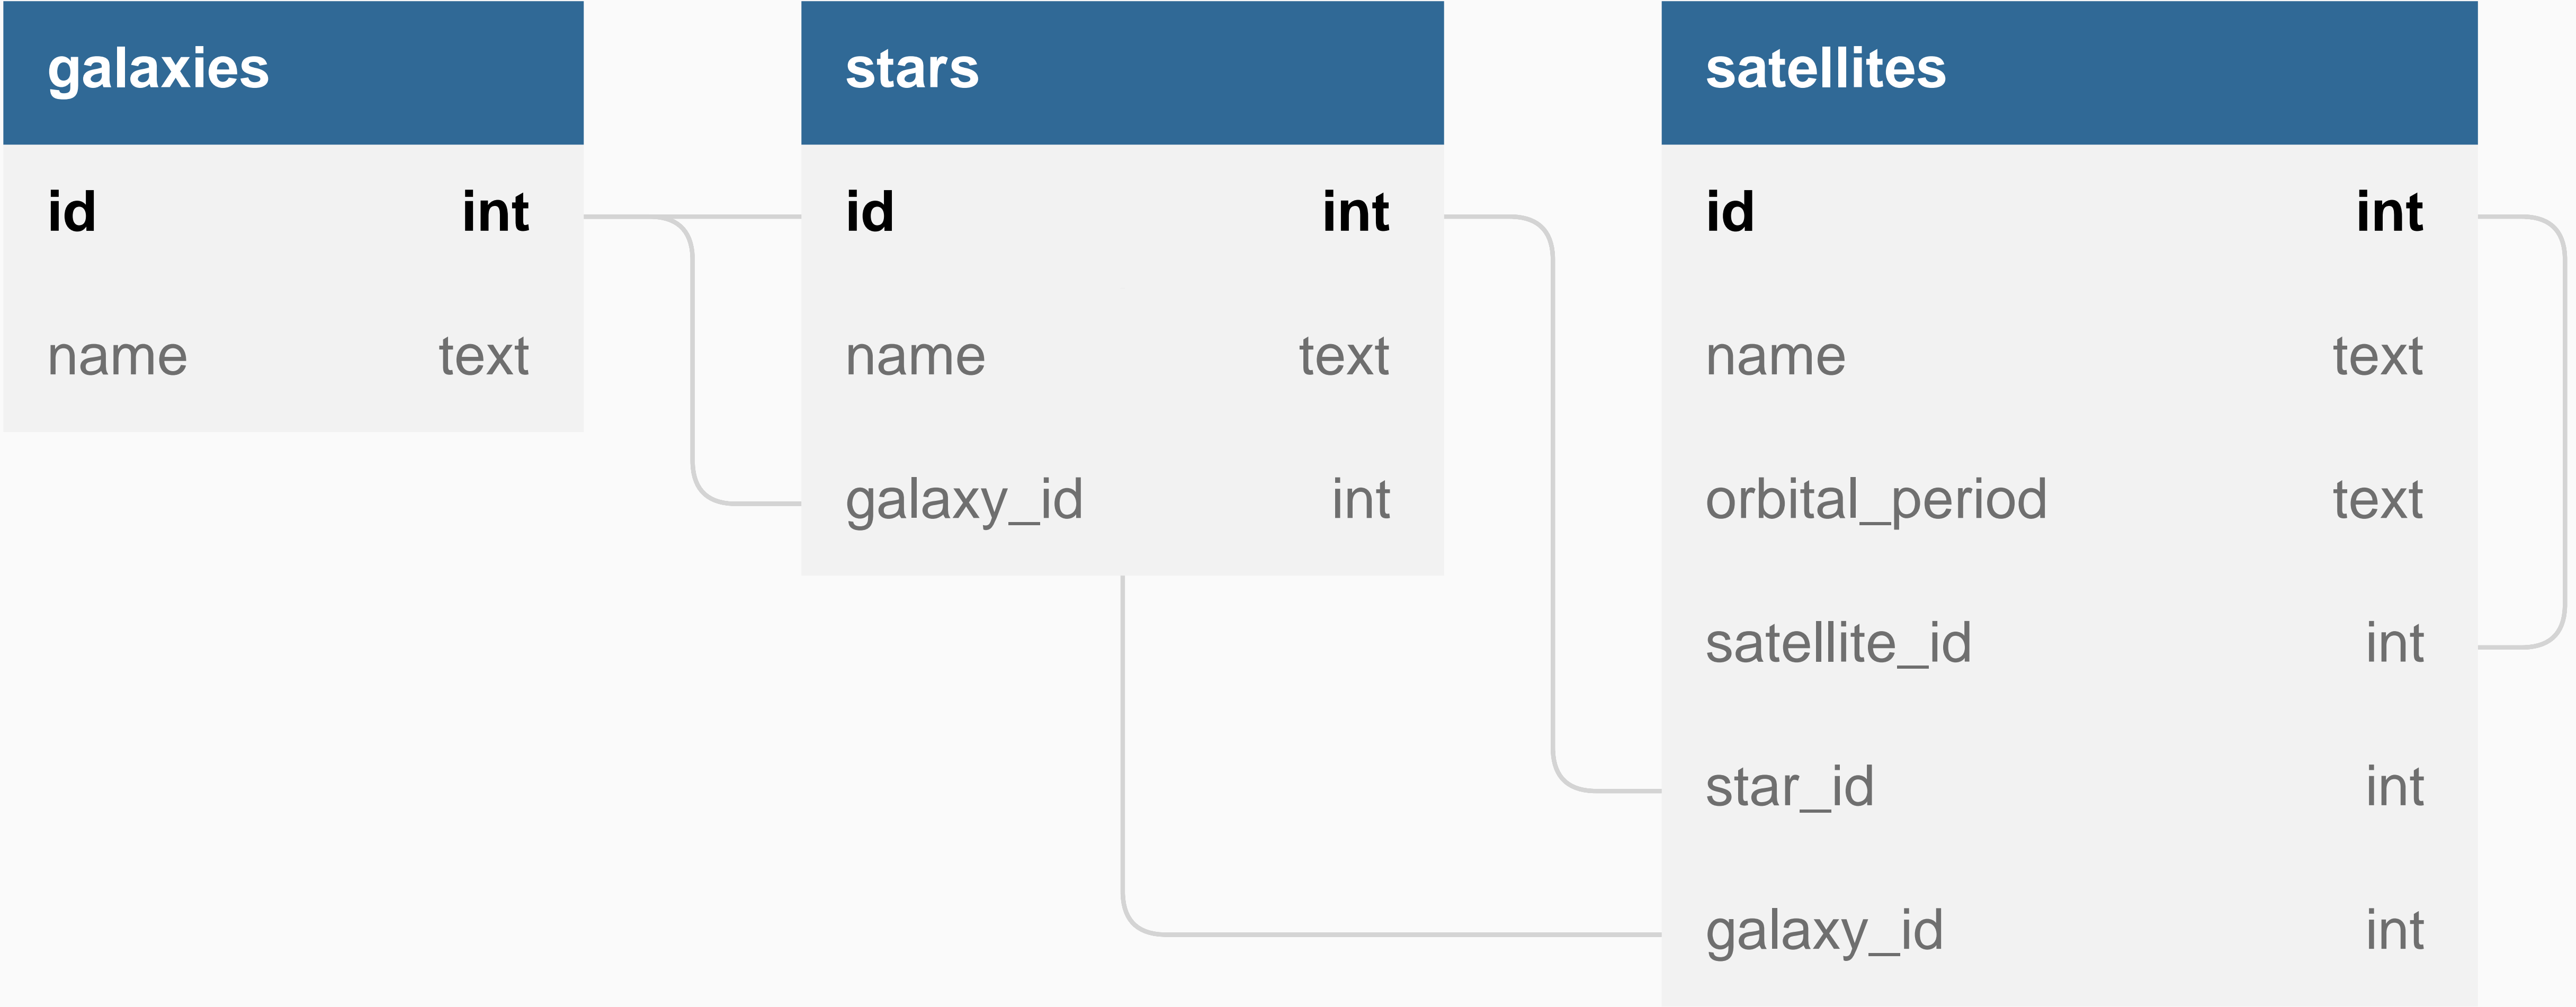 galaxies
id int
name text
stars
id int
name text
galaxy_id int
satellites
id int
name text
orbital_period text
satellite_id int
star_id int
galaxy_id int